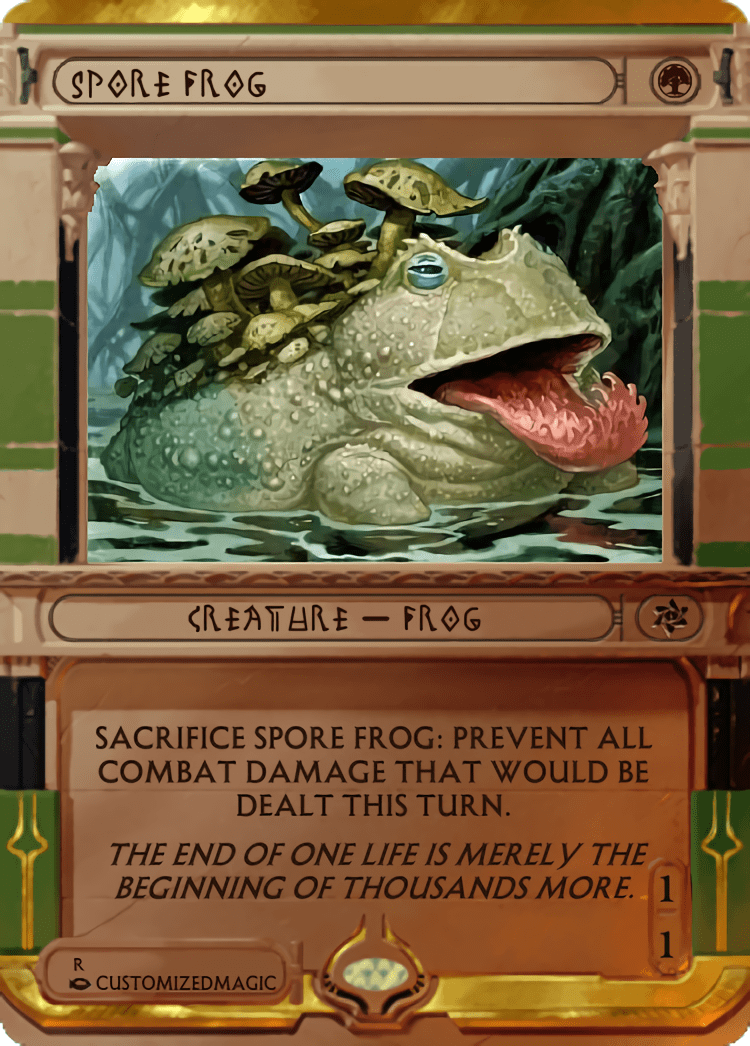 SPORE FROG
CREATURE — FROG
SACRIFICE SPORE FROG: PREVENT ALL
COMBAT DAMAGE THAT WOULD BE
DEALT THIS TURN.
THE END OF ONE LIFE IS MERELY THE
BEGINNING OF THOUSANDS MORE.
1
1
R
CUSTOMIZEDMAGIC